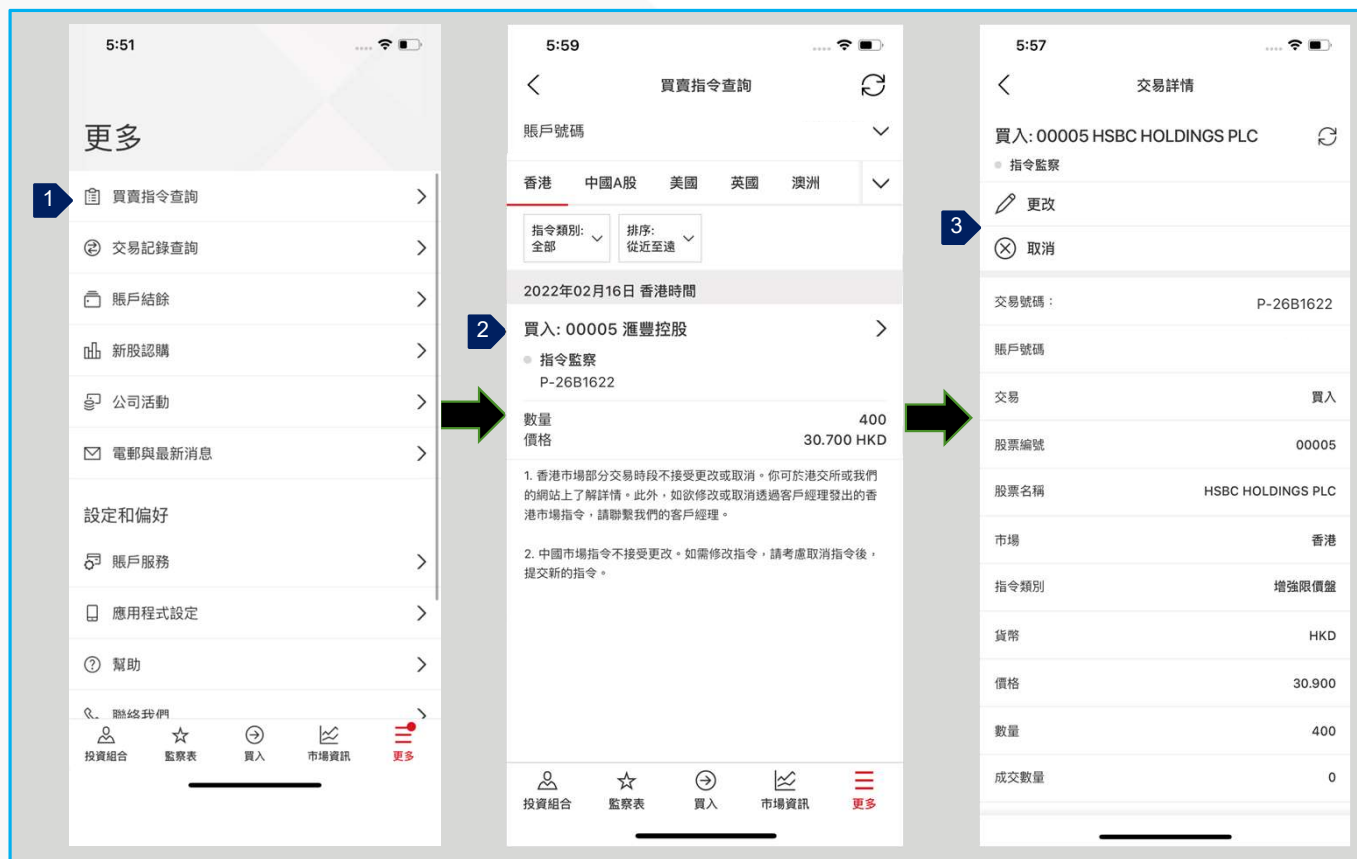 5:51
更多
1
買賣指令查詢
交易記錄查詢
賬戶結餘
新股認購
公司活動
電郵與最新消息
設定和偏好
賬戶服務
應用程式設定
幫助
聯絡我們
投資組合 監察表 買入 市場資訊 更多
5:59
買賣指令查詢
賬戶號碼
香港 中國A股 美國 英國 澳洲
指令類別: 排序:
全部 從近至遠
2022年02月16日 香港時間
2
買入: 00005 滙豐控股
指令監察
P-26B1622
數量 400
價格 30.700 HKD
1. 香港市場部分交易時段不接受更改或取消。你可於港交所或我們
的網站上了解詳情。此外，如欲修改或取消透過客戶經理發出的香
港市場指令，請聯繫我們的客戶經理。
2. 中國市場指令不接受更改。如需修改指令，請考慮取消指令後，
提交新的指令。
投資組合 監察表 買入 市場資訊 更多
5:57
交易詳情
買入: 00005 HSBC HOLDINGS PLC
指令監察
更改
3
取消
交易號碼： P-26B1622
賬戶號碼
交易 買入
股票編號 00005
股票名稱 HSBC HOLDINGS PLC
市場 香港
指令類別 增強限價盤
貨幣 HKD
價格 30.900
數量 400
成交數量 0